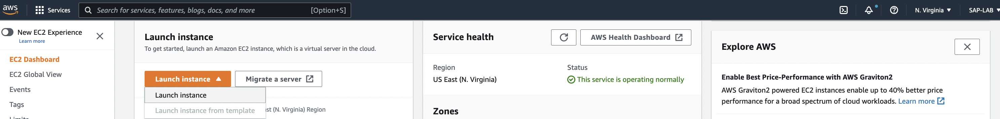 aws
Services
Search for services, features, blogs, docs, and more
[Option+S]
N. Virginia
SAP-LAB
New EC2 Experience
Learn more
EC2 Dashboard
EC2 Global View
Events
Tags
Limits
Launch instance
To get started, launch an Amazon EC2 instance, which is a virtual server in the cloud.
Launch instance
Migrate a server
Launch instance
Launch instance from template
st (N. Virginia) Region
Service health
AWS Health Dashboard
Region
US East (N. Virginia)
Status
This service is operating normally
Zones
Explore AWS
Enable Best Price-Performance with AWS Graviton2
AWS Graviton2 powered EC2 instances enable up to 40% better price
performance for a broad spectrum of cloud workloads. Learn more